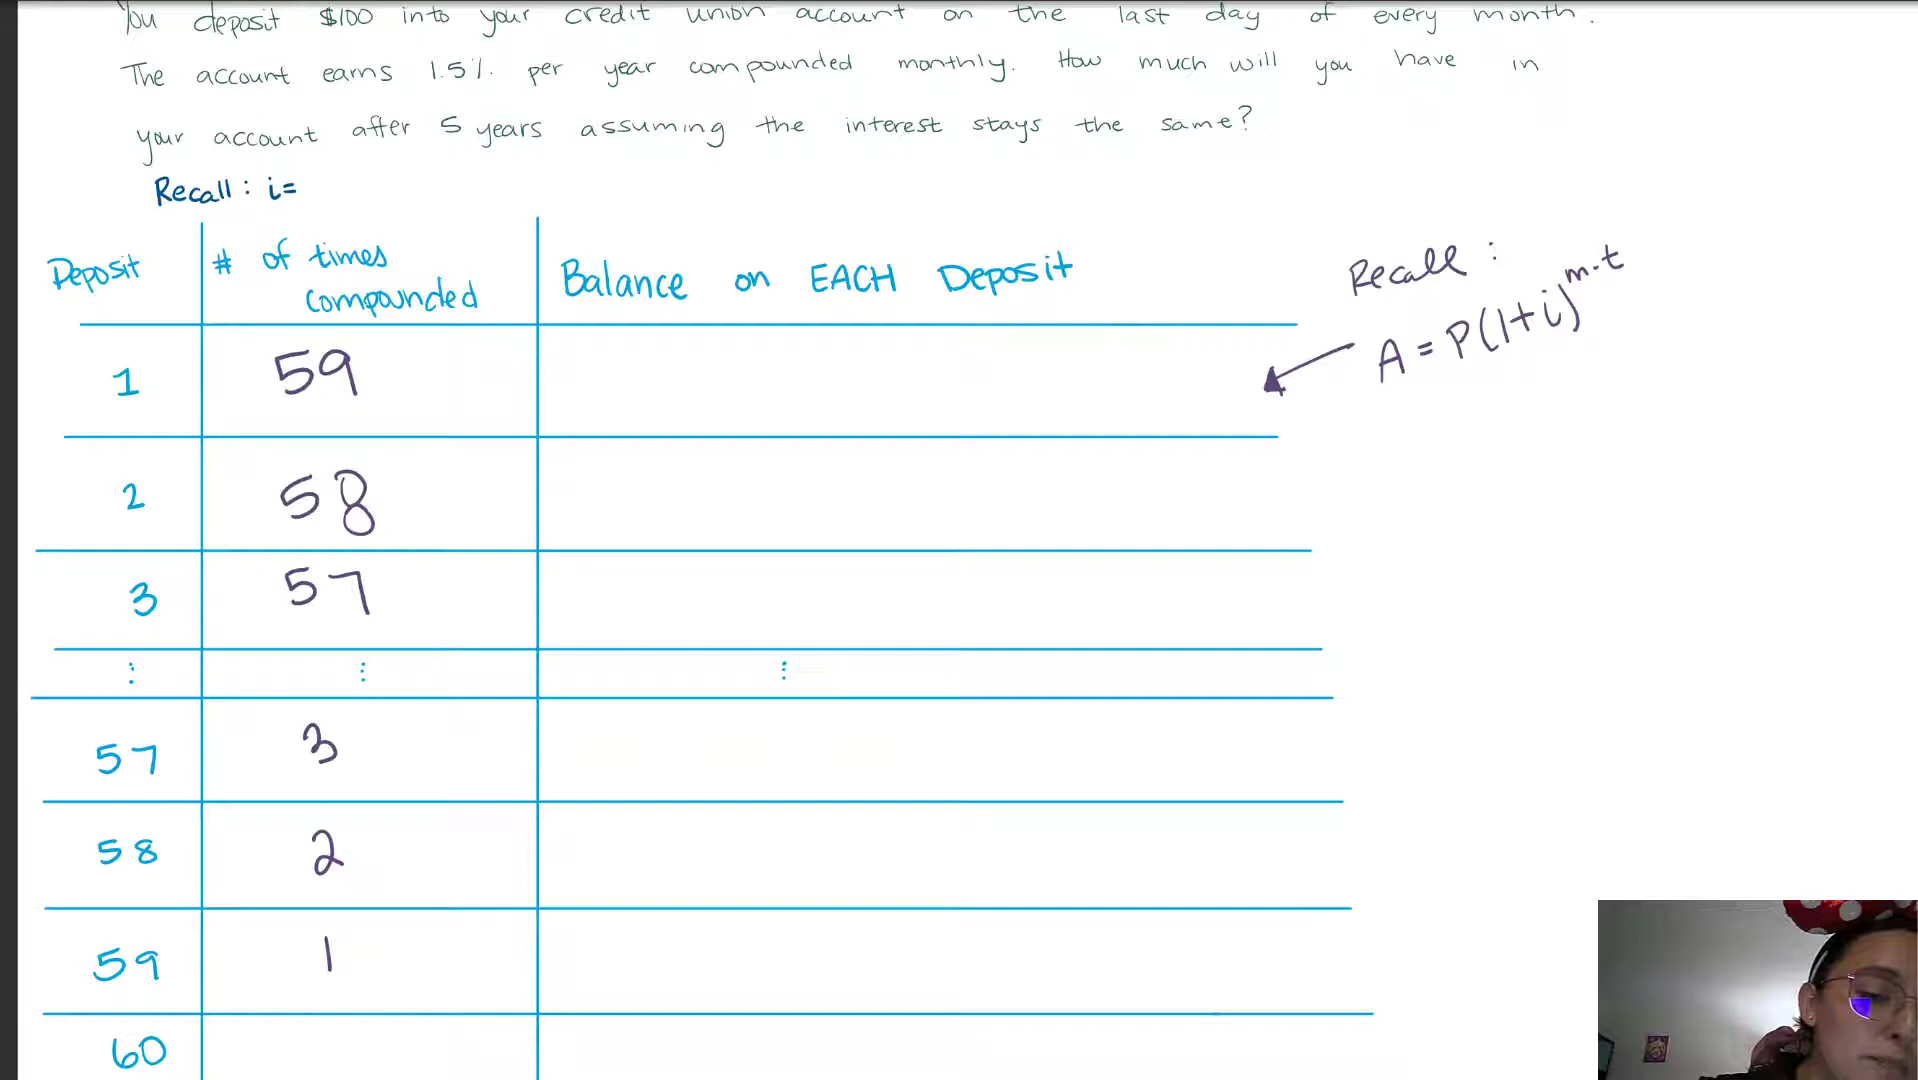 You deposit $100 into your credit union account on the last day of every month.
The account earns 1.5% per year compounded monthly. How much will you have in
your account after 5 years assuming the interest stays the same?
Recall: i=
Deposit # of times compounded Balance on EACH Deposit
Recall:
A = P(1+i)^m·t
1 59
2 58
3 57
⋮ ⋮ ⋮
57 3
58 2
59 1
60